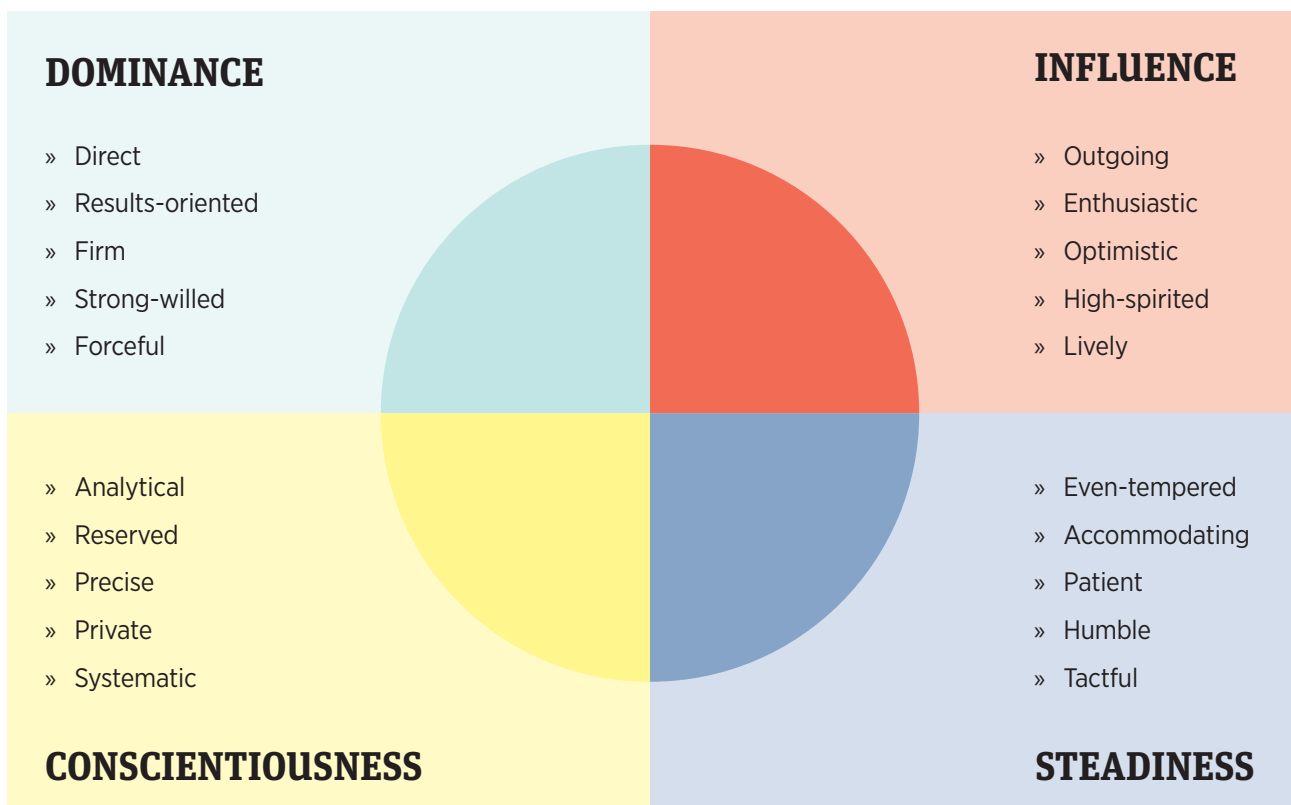 DOMINANCE
» Direct
» Results-oriented
» Firm
» Strong-willed
» Forceful
INFLUENCE
» Outgoing
» Enthusiastic
» Optimistic
» High-spirited
» Lively
» Analytical
» Reserved
» Precise
» Private
» Systematic
CONSCIENTIOUSNESS
» Even-tempered
» Accommodating
» Patient
» Humble
» Tactful
STEADINESS